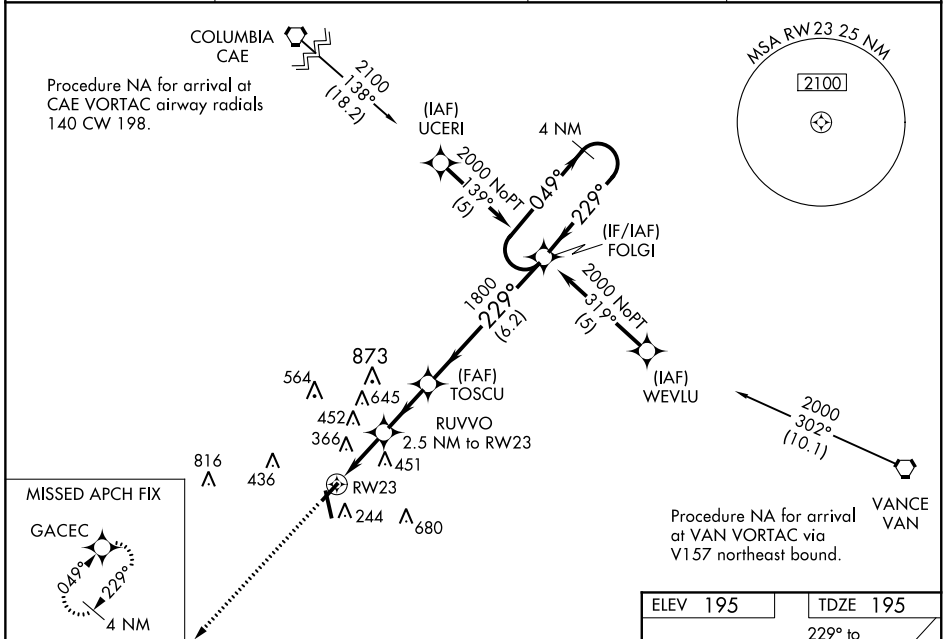 COLUMBIA
CAE
Procedure NA for arrival at
CAE VORTAC airway radials
140 CW 198.
2100
138°
(18.2)
(IAF)
UCERI
2000 NoPT
139°
(5)
4 NM
049°
229°
MSA RW23 25 NM
2100
(IF/IAF)
FOLGI
2000 NoPT
319°
(5)
(IAF)
WEVLU
1800
229°
(6.2)
873
564
645
(FAF)
TOSCU
452
RUVVO
2.5 NM to RW23
366
451
816
436
RW23
244
680
2000
302°
(10.1)
VANCE
VAN
Procedure NA for arrival
at VAN VORTAC via
V157 northeast bound.
MISSED APCH FIX
GACEC
049°
229°
4 NM
ELEV 195
TDZE 195
229° to